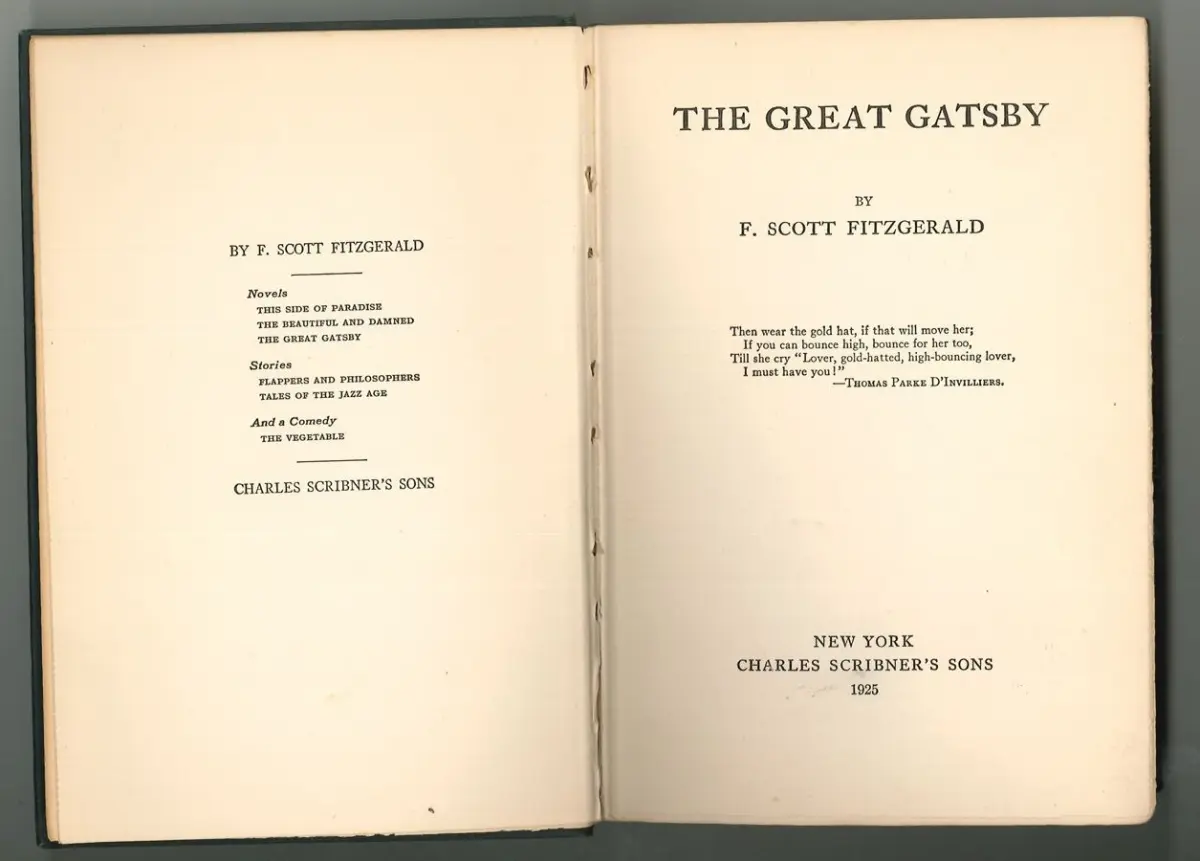 BY F. SCOTT FITZGERALD
Novels
THIS SIDE OF PARADISE
THE BEAUTIFUL AND DAMNED
THE GREAT GATSBY
Stories
FLAPPERS AND PHILOSOPHERS
TALES OF THE JAZZ AGE
And a Comedy
THE VEGETABLE
CHARLES SCRIBNER'S SONS
THE GREAT GATSBY
BY
F. SCOTT FITZGERALD
Then wear the gold hat, if that will move her;
If you can bounce high, bounce for her too,
Till she cry "Lover, gold-hatted, high-bouncing lover,
I must have you!"
—THOMAS PARKE D'INVILLIERS.
NEW YORK
CHARLES SCRIBNER'S SONS
1925